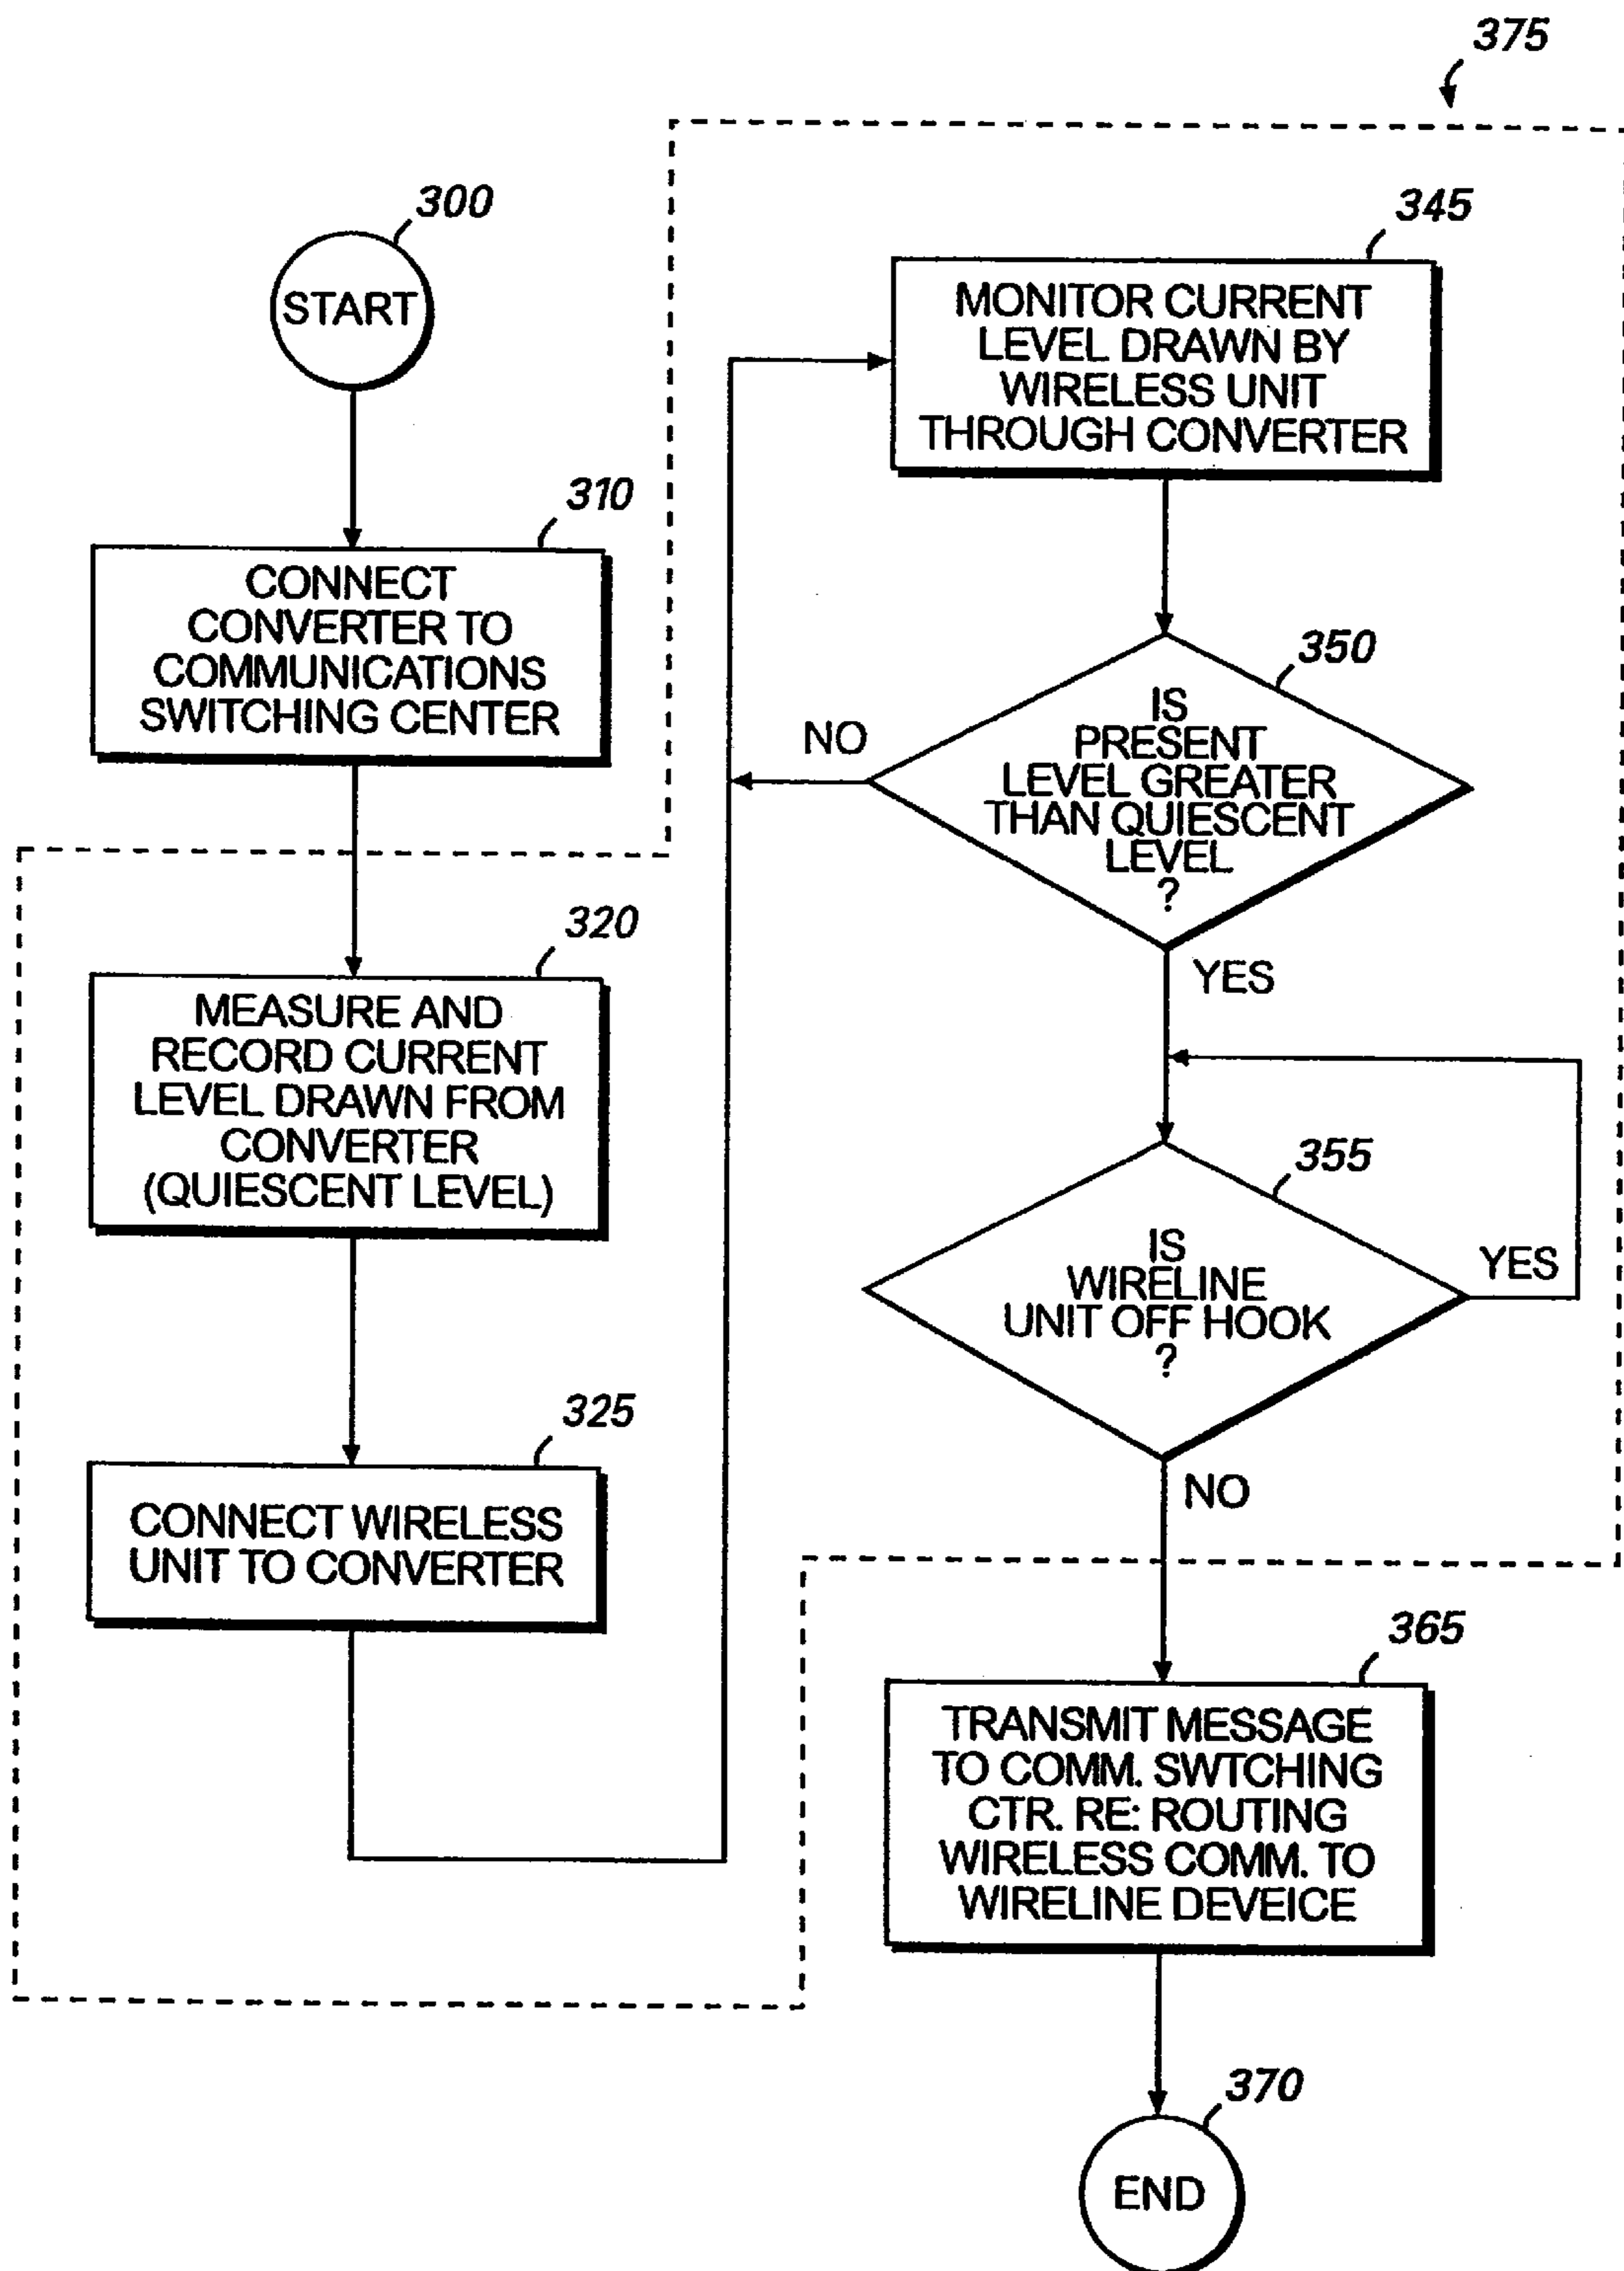 375
300
START
310
CONNECT
CONVERTER TO
COMMUNICATIONS
SWITCHING CENTER
320
MEASURE AND
RECORD CURRENT
LEVEL DRAWN FROM
CONVERTER
(QUIESCENT LEVEL)
325
CONNECT WIRELESS
UNIT TO CONVERTER
345
MONITOR CURRENT
LEVEL DRAWN BY
WIRELESS UNIT
THROUGH CONVERTER
350
IS
PRESENT
LEVEL GREATER
THAN QUIESCENT
LEVEL
?
NO
YES
355
IS
WIRELINE
UNIT OFF HOOK
?
YES
NO
365
TRANSMIT MESSAGE
TO COMM. SWTCHING
CTR. RE: ROUTING
WIRELESS COMM. TO
WIRELINE DEVEICE
370
END